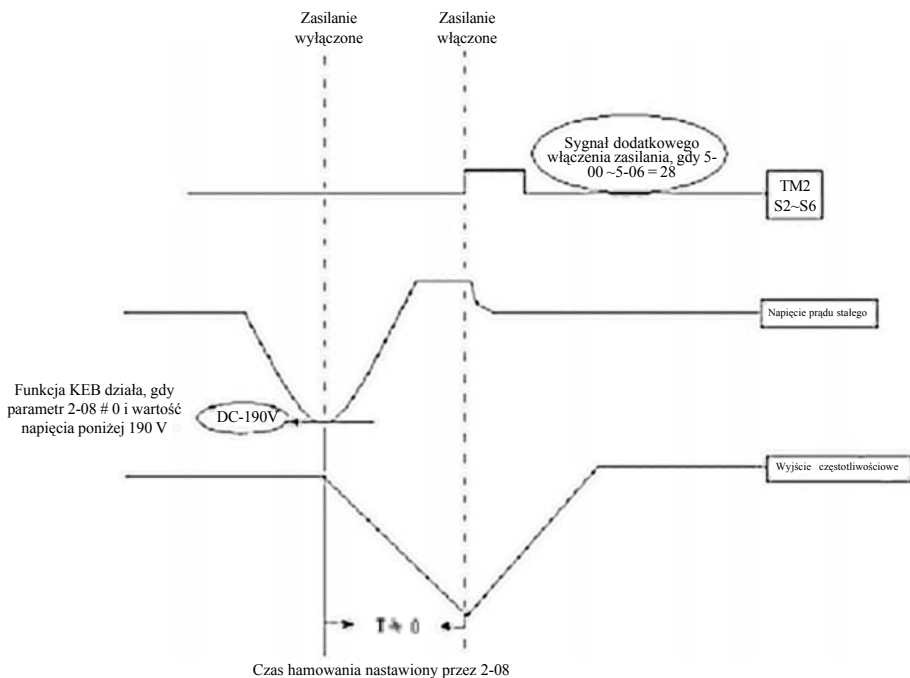 Zasilanie
wyłączone
Zasilanie
włączone
Sygnał dodatkowego
włączenia zasilania, gdy 5-
00 ~5-06 = 28
TM2
S2~S6
Napięcie prądu stałego
Funkcja KEB działa, gdy
parametr 2-08 # 0 i wartość
napięcia poniżej 190 V
DC-190V
Wyjście częstotliwościowe
Czas hamowania nastawiony przez 2-08